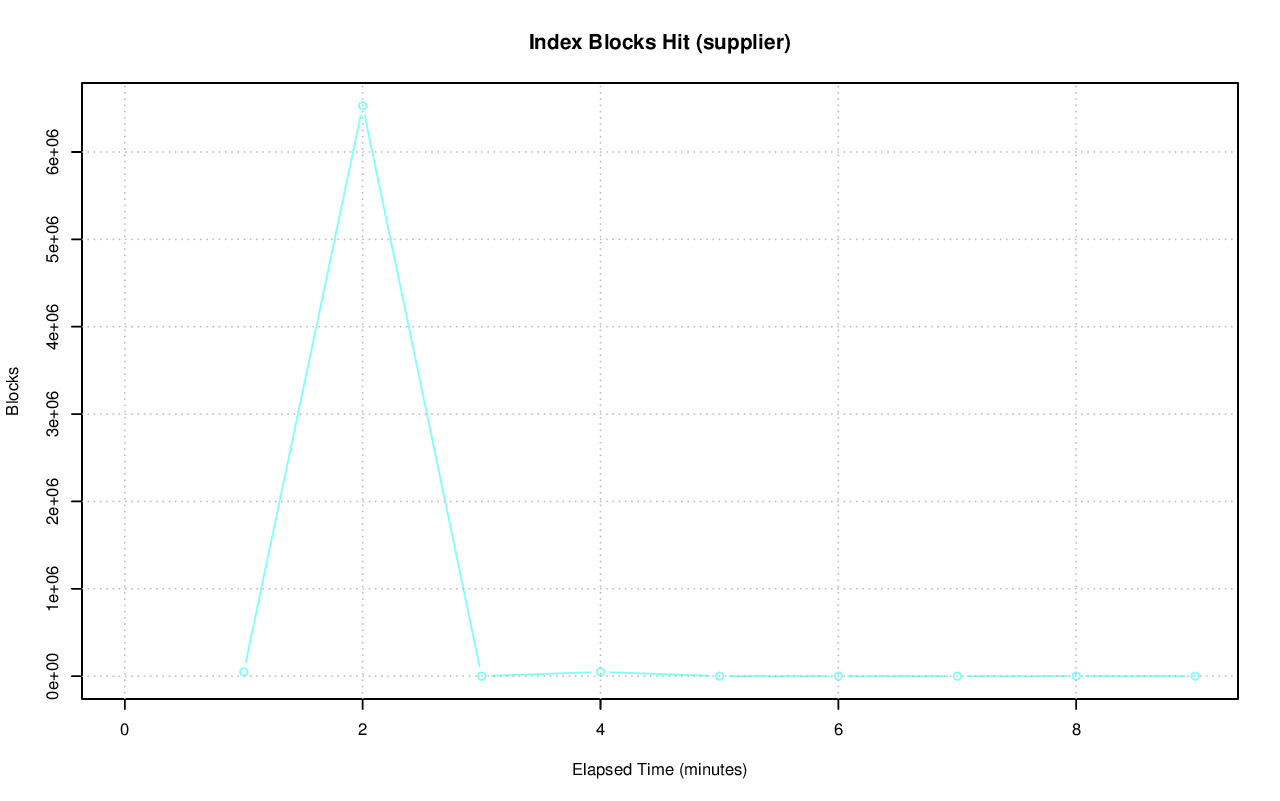 Index Blocks Hit (supplier)
Blocks
6e+06
5e+06
4e+06
3e+06
2e+06
1e+06
0e+00
0 2 4 6 8
Elapsed Time (minutes)